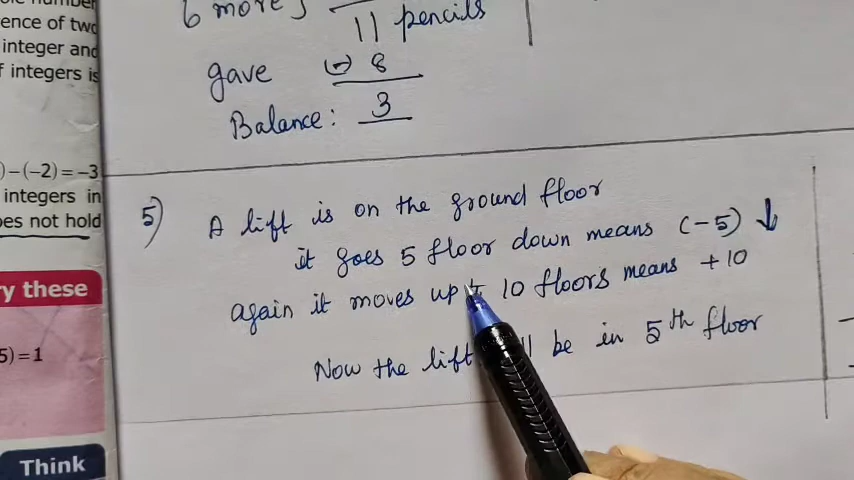 ence of two
integer and
f integers is
)-(-2)=-3
integers in
oes not hold
ry these
5)=1
Think
6 more
11 pencils
gave (-) 8
Balance: 3
5) A lift is on the ground floor
it goes 5 floor down means (-5) ↓
again it moves up 10 floors means +10
Now the lift be in 5th floor